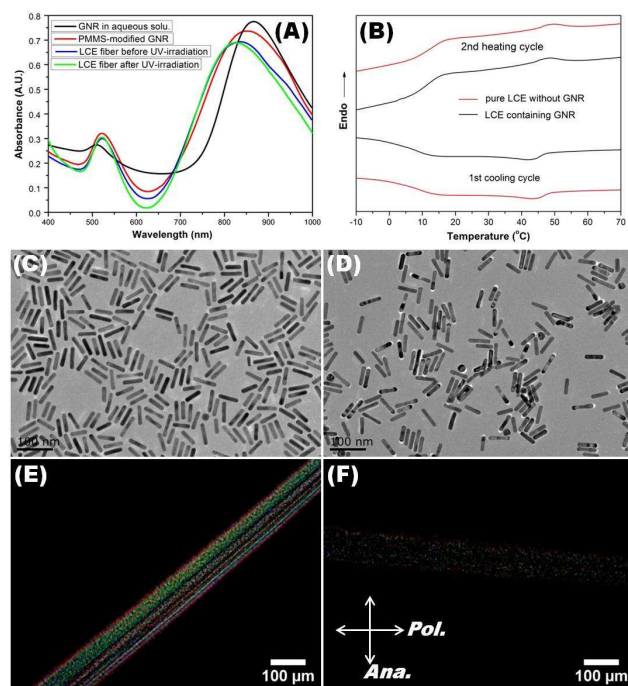 (A)
GNR in aqueous solu.
PMMS-modified GNR
LCE fiber before UV-irradiation
LCE fiber after UV-irradiation
Absorbance (A.U.)
0.8
0.7
0.6
0.5
0.4
0.3
0.2
0.1
0.0
400 500 600 700 800 900 1000
Wavelength (nm)
(B)
2nd heating cycle
pure LCE without GNR
LCE containing GNR
1st cooling cycle
Endo
-10 0 10 20 30 40 50 60 70
Temperature (°C)
(C)
100 nm
(D)
100 nm
(E)
100 µm
(F)
Pol.
Ana.
100 µm